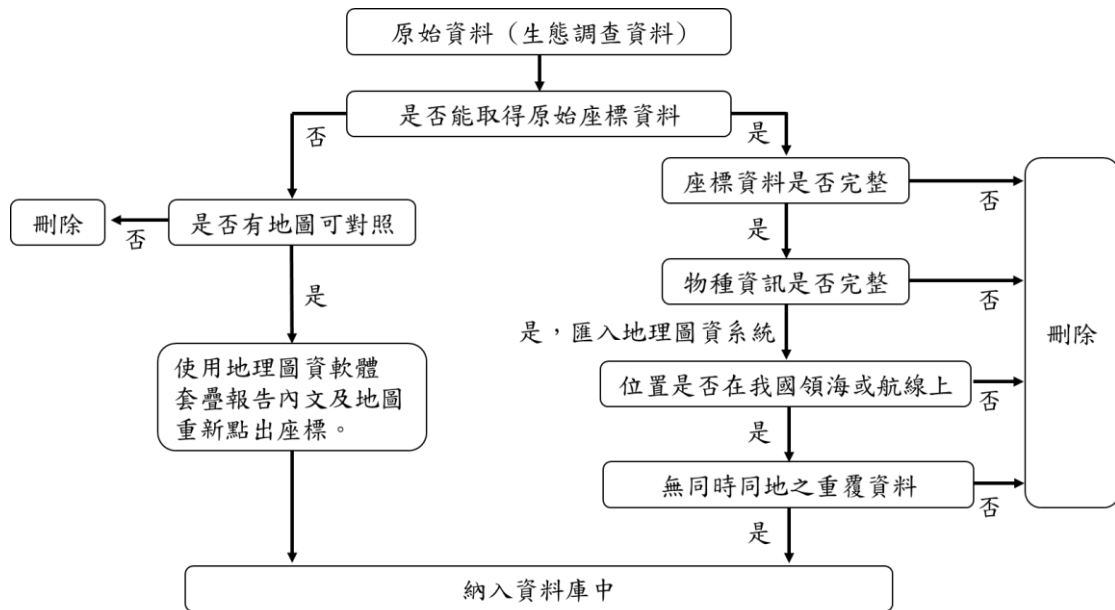 原始資料（生態調查資料）
是否能取得原始座標資料
否
是
座標資料是否完整
否
是
刪除
否
是否有地圖可對照
是
物種資訊是否完整
否
是，匯入地理圖資系統
刪除
使用地理圖資軟體
套疊報告內文及地圖
重新點出座標。
位置是否在我國領海或航線上
否
是
無同時同地之重覆資料
否
是
納入資料庫中